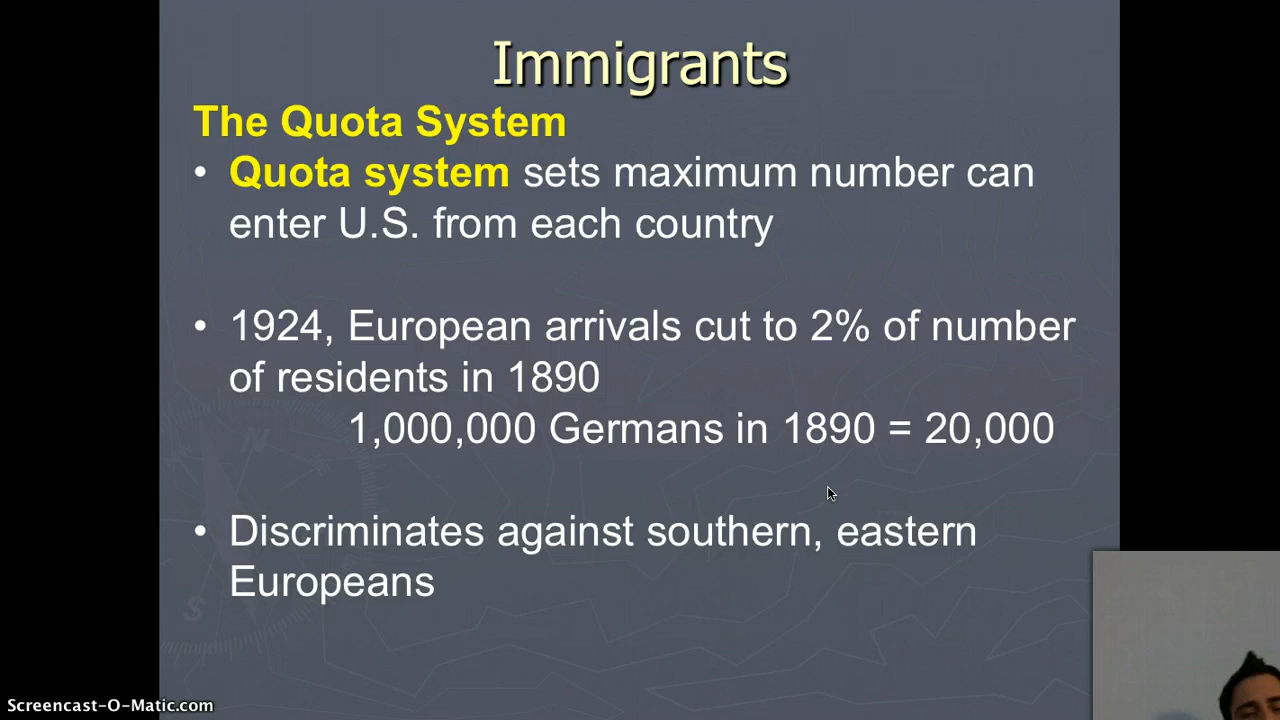 Immigrants
The Quota System
• Quota system sets maximum number can
enter U.S. from each country
• 1924, European arrivals cut to 2% of number
of residents in 1890
1,000,000 Germans in 1890 = 20,000
• Discriminates against southern, eastern
Europeans
N
S
Screencast-O-Matic.com